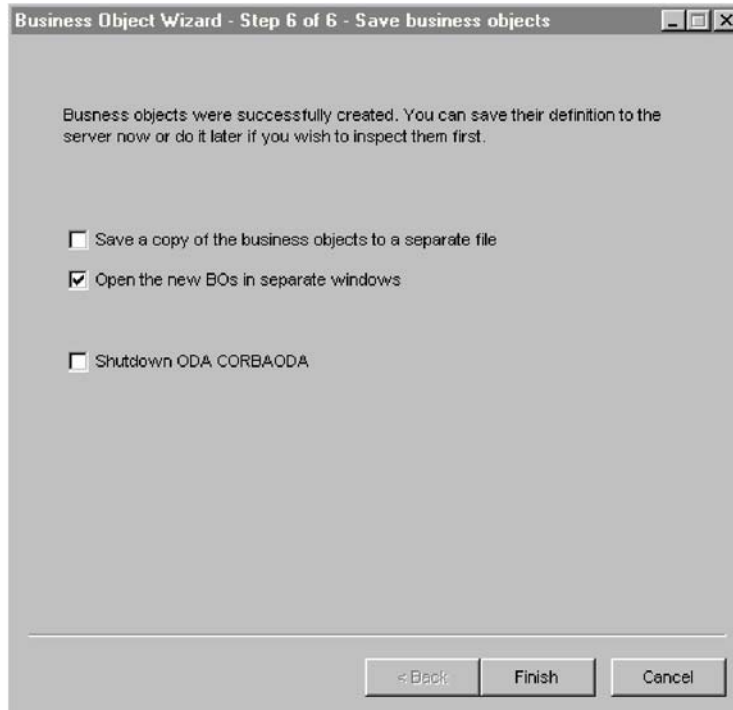 Business Object Wizard - Step 6 of 6 - Save business objects
Busness objects were successfully created. You can save their definition to the
server now or do it later if you wish to inspect them first.
Save a copy of the business objects to a separate file
Open the new BOs in separate windows
Shutdown ODA CORBAODA
< Back
Finish
Cancel